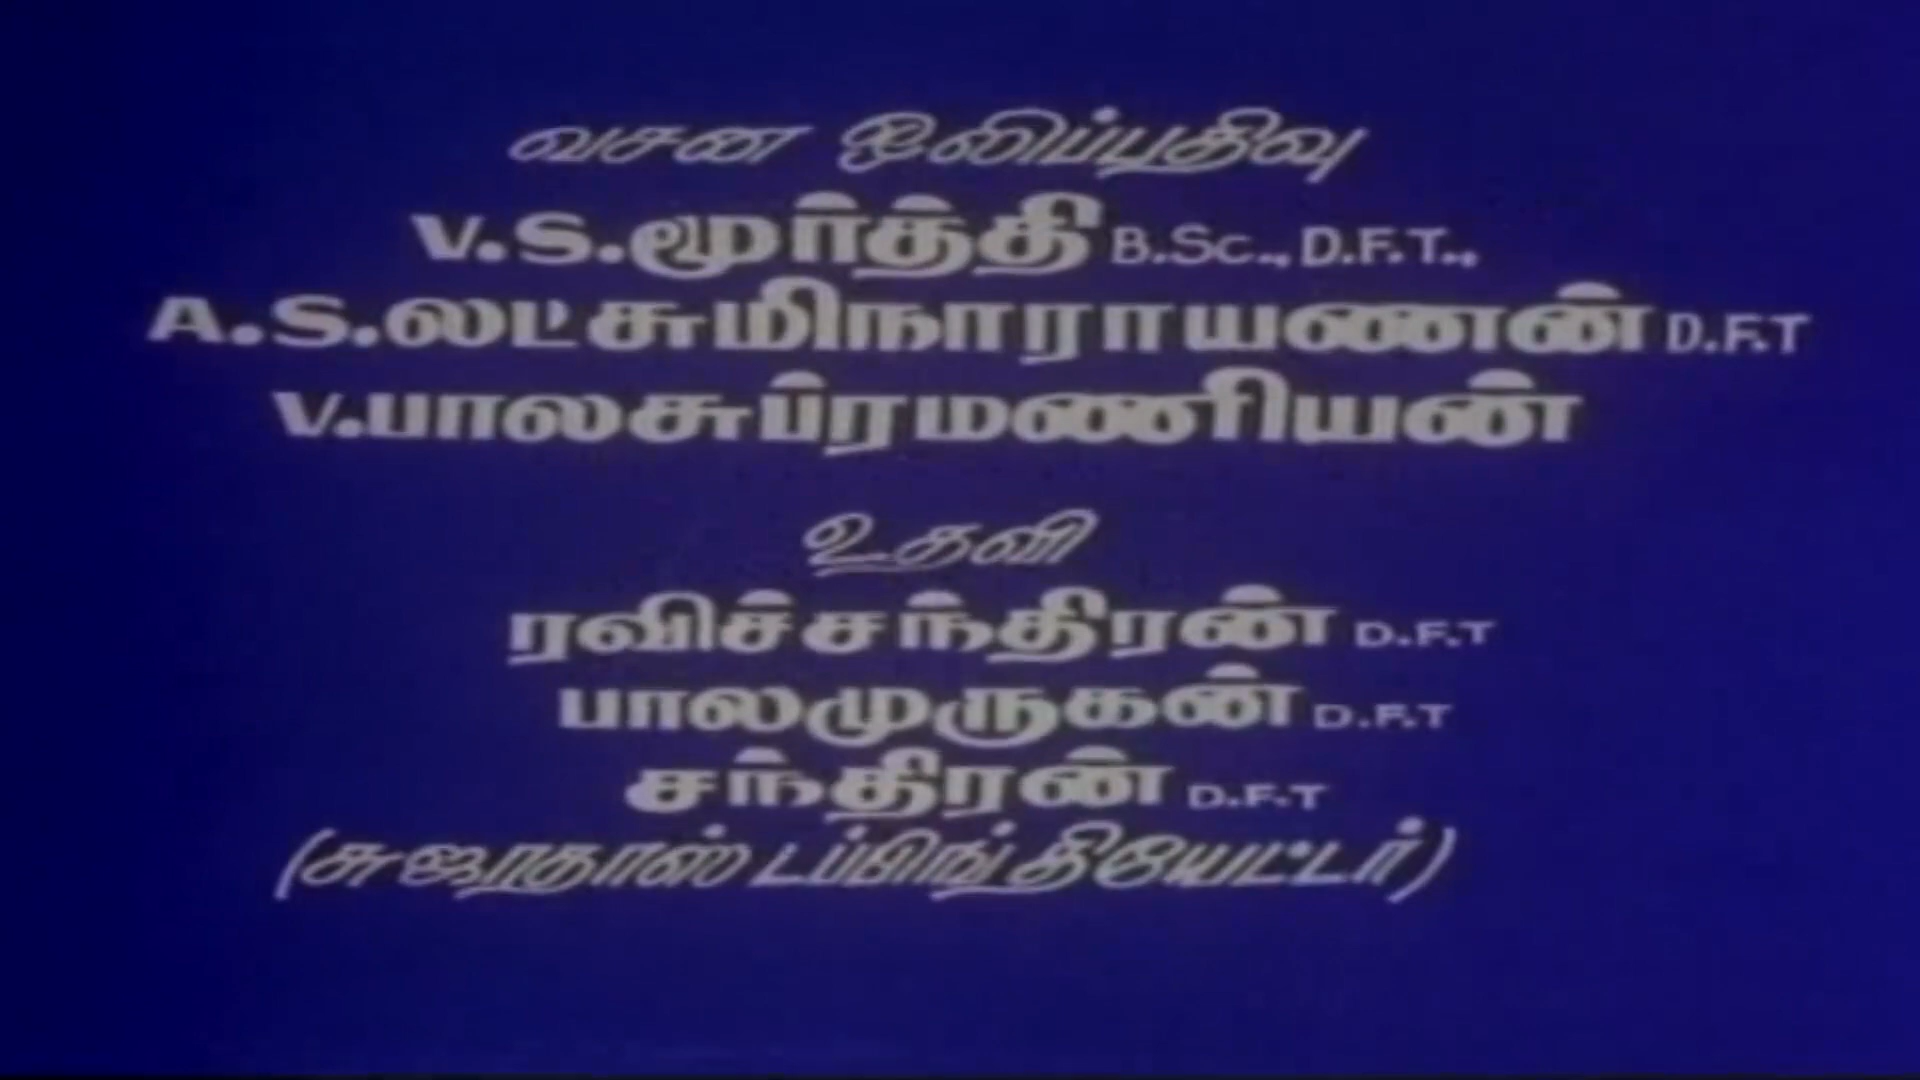 வசன ஒலிப்பதிவு
V.S.மூர்த்தி B.Sc., D.F.T.,
A.S.லட்சுமிநாராயணன் D.F.T
V.பாலசுப்ரமணியன்
உதவி
ரவிச்சந்திரன் D.F.T
பாலமுருகன் D.F.T
சந்திரன் D.F.T
(சுஜாதாஸ் டப்பிங் தியேட்டர்)